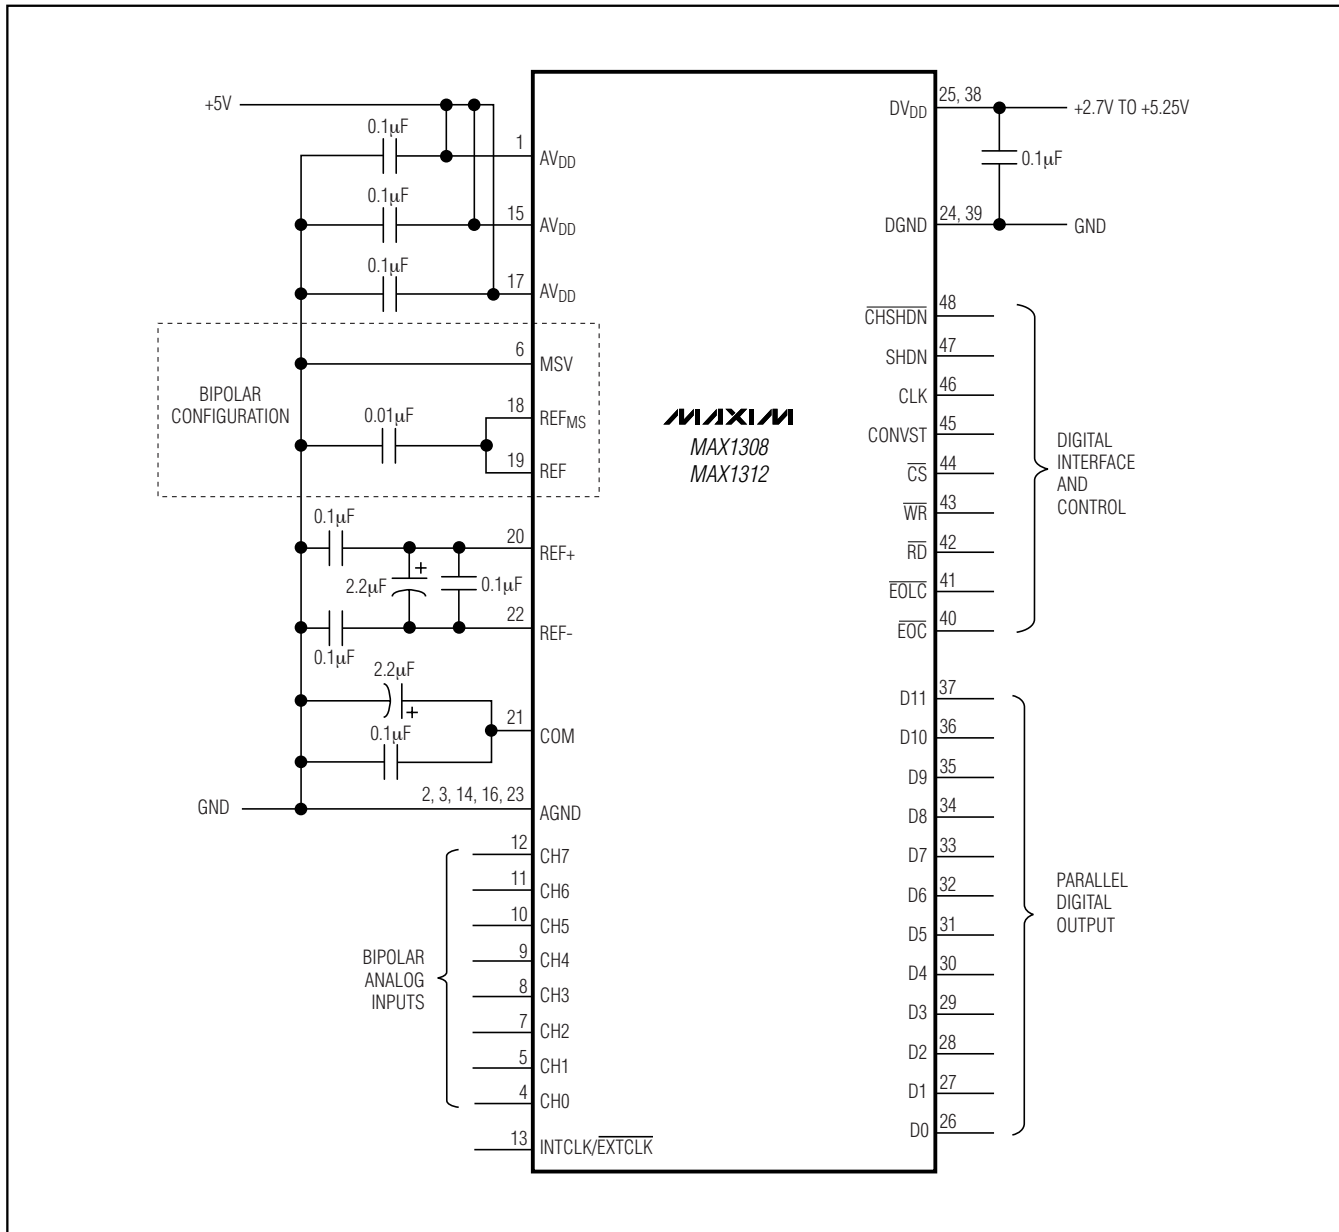 +5V
0.1μF
1
AVDD
0.1μF
15
AVDD
0.1μF
17
AVDD
BIPOLAR
CONFIGURATION
6
MSV
0.01μF
18
REFMS
19
REF
0.1μF
20
REF+
2.2μF
+
0.1μF
22
REF-
0.1μF
2.2μF
+
0.1μF
21
COM
GND
2, 3, 14, 16, 23
AGND
BIPOLAR
ANALOG
INPUTS
12
CH7
11
CH6
10
CH5
9
CH4
8
CH3
7
CH2
5
CH1
4
CH0
13
INTCLK/EXTCLK
MAXIM
MAX1308
MAX1312
DVDD
25, 38
+2.7V TO +5.25V
0.1μF
DGND
24, 39
GND
CHSHDN
48
SHDN
47
CLK
46
CONVST
45
CS
44
WR
43
RD
42
EOLC
41
EOC
40
DIGITAL
INTERFACE
AND
CONTROL
D11
37
D10
36
D9
35
D8
34
D7
33
D6
32
D5
31
D4
30
D3
29
D2
28
D1
27
D0
26
PARALLEL
DIGITAL
OUTPUT